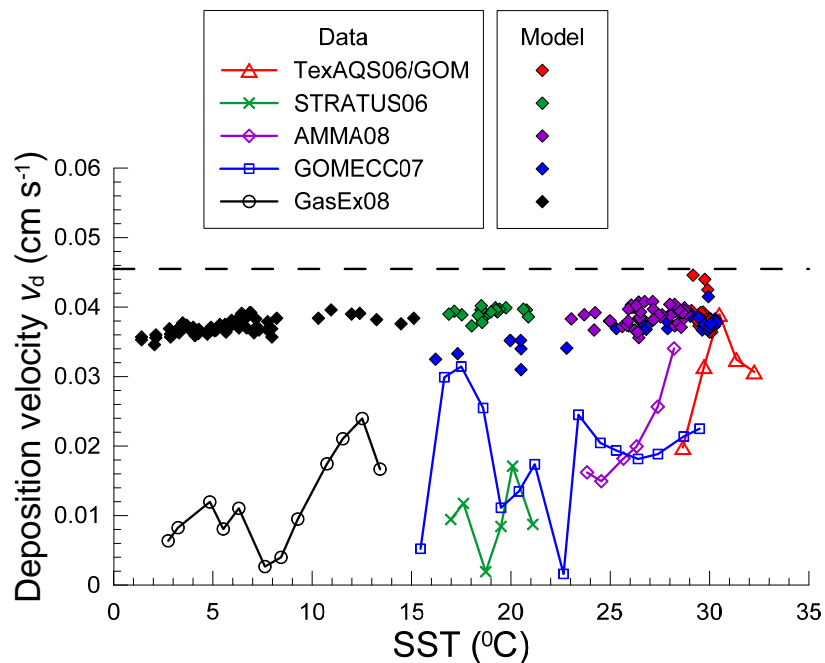 Data
TexAQS06/GOM
STRATUS06
AMMA08
GOMECC07
GasEx08
Model
0.06
0.05
0.04
0.03
0.02
0.01
0
Deposition velocity vd (cm s-1)
0 5 10 15 20 25 30 35
SST (0C)